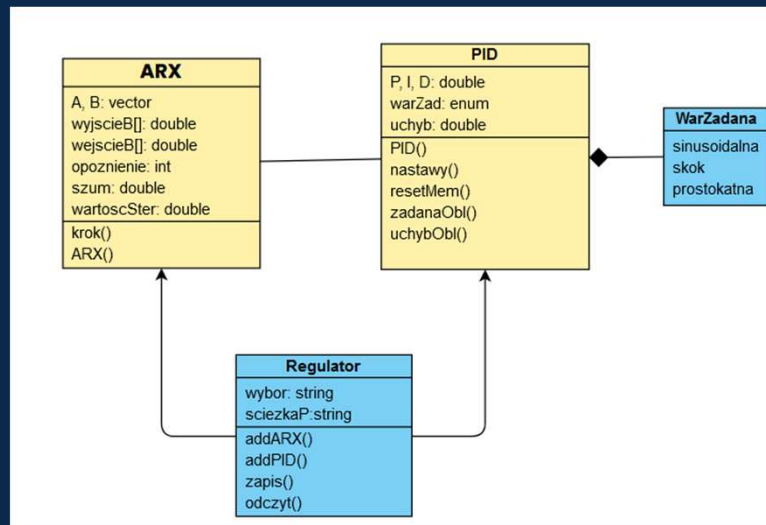 ARX
A, B: vector
wyjscieB[]: double
wejscieB[]: double
opoznienie: int
szum: double
wartoscSter: double
krok()
ARX()
PID
P, I, D: double
warZad: enum
uchyb: double
PID()
nastawy()
resetMem()
zadanaObl()
uchybObl()
WarZadana
sinusoidalna
skok
prostokatna
Regulator
wybor: string
sciezkaP:string
addARX()
addPID()
zapis()
odczyt()